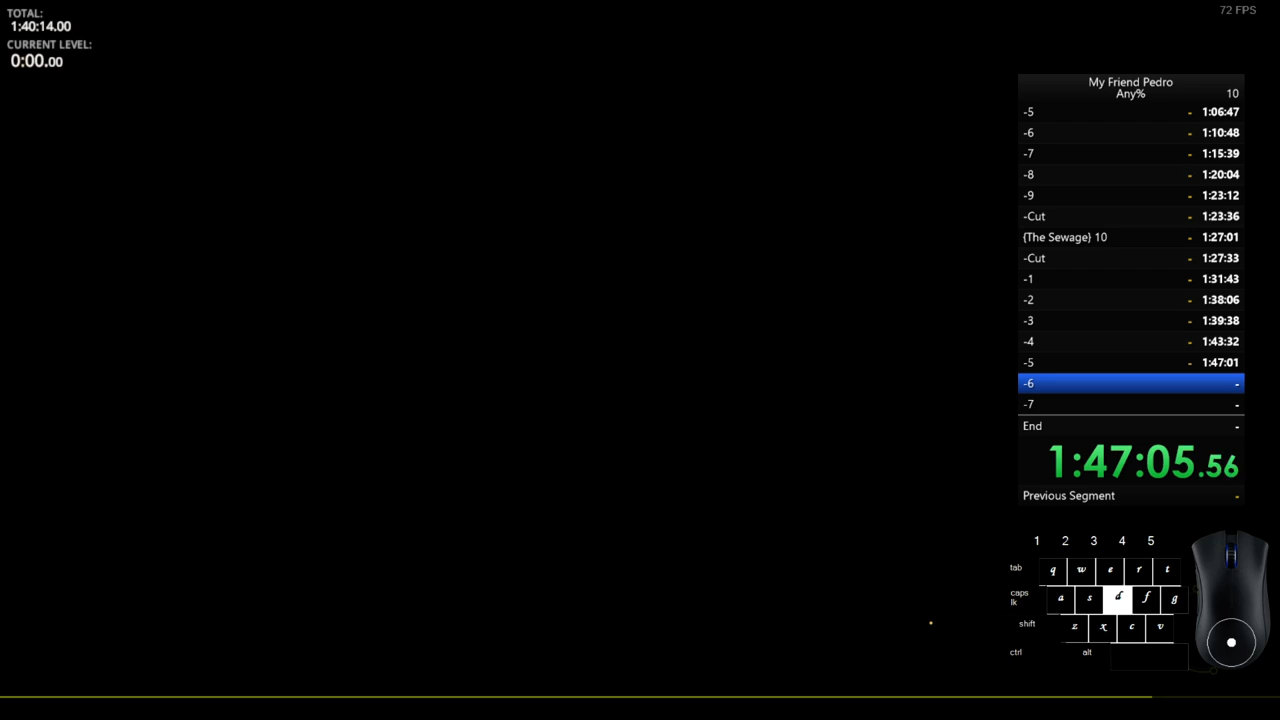 TOTAL:
1:40:14.00
CURRENT LEVEL:
0:00.00
72 FPS
My Friend Pedro
Any% 10
-5 - 1:06:47
-6 - 1:10:48
-7 - 1:15:39
-8 - 1:20:04
-9 - 1:23:12
-Cut - 1:23:36
{The Sewage} 10 - 1:27:01
-Cut - 1:27:33
-1 - 1:31:43
-2 - 1:38:06
-3 - 1:39:38
-4 - 1:43:32
-5 - 1:47:01
-6 -
-7 -
End -
1:47:05.56
Previous Segment -
1 2 3 4 5
tab q w e r t
caps lk a s d f g
shift z x c v
ctrl alt